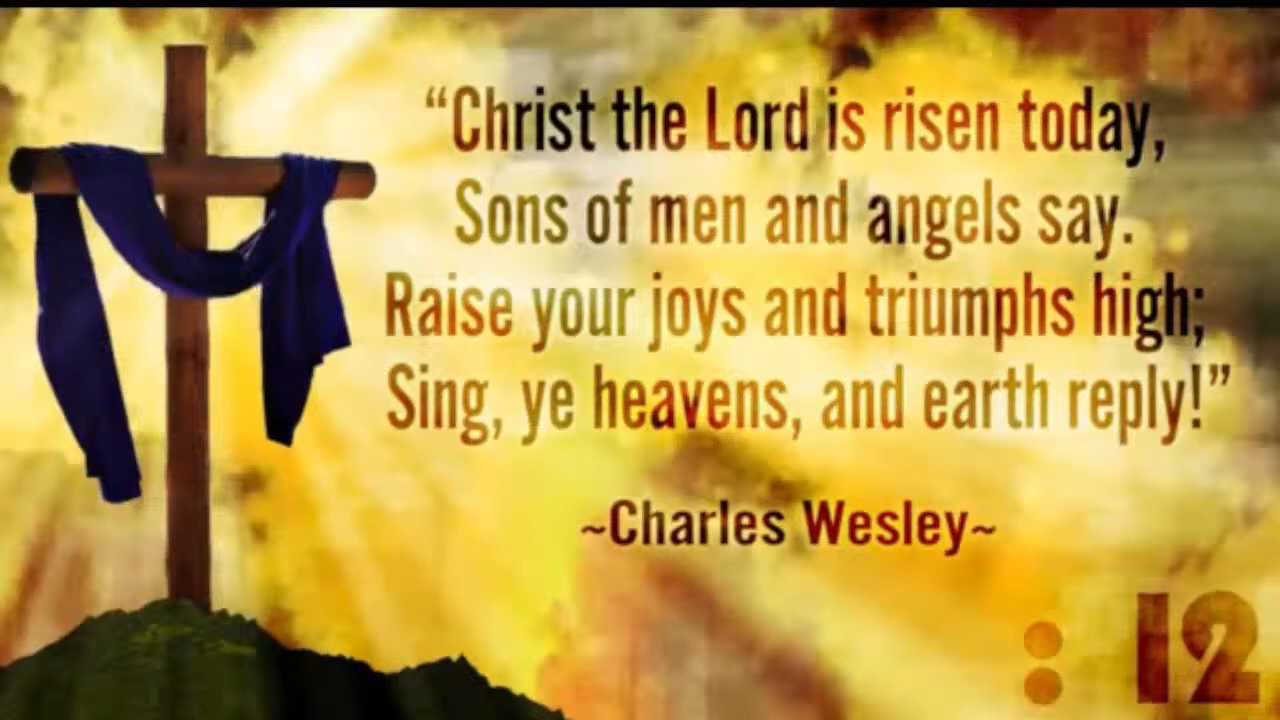 “Christ the Lord is risen today,
Sons of men and angels say.
Raise your joys and triumphs high;
Sing, ye heavens, and earth reply!”
~Charles Wesley~
: 12